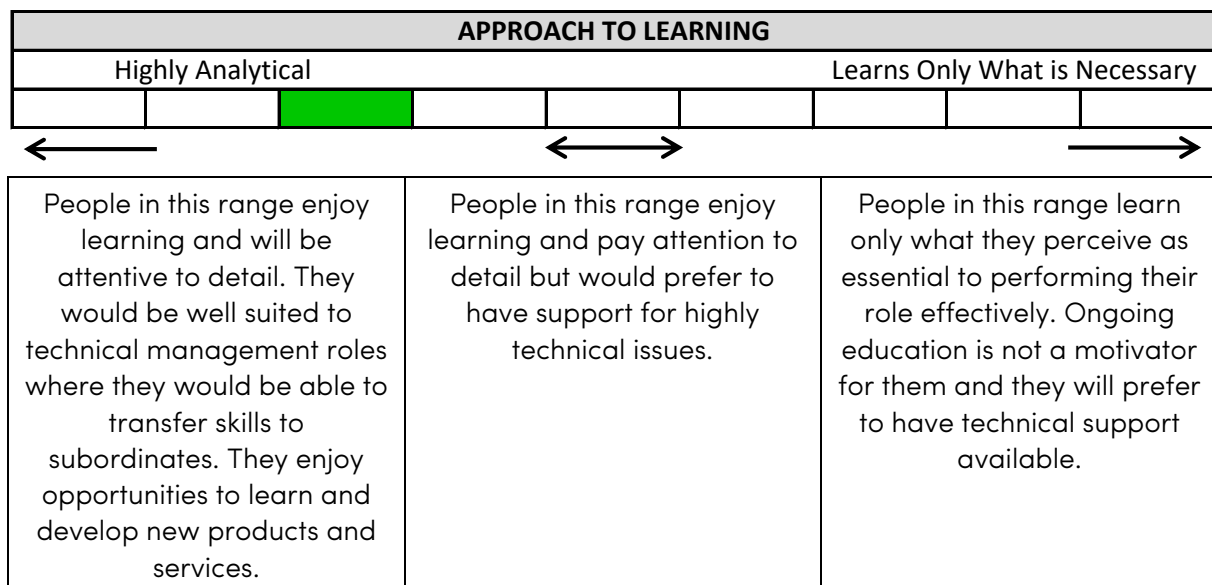 APPROACH TO LEARNING
Highly Analytical
Learns Only What is Necessary
People in this range enjoy
learning and will be
attentive to detail. They
would be well suited to
technical management roles
where they would be able to
transfer skills to
subordinates. They enjoy
opportunities to learn and
develop new products and
services.
People in this range enjoy
learning and pay attention to
detail but would prefer to
have support for highly
technical issues.
People in this range learn
only what they perceive as
essential to performing their
role effectively. Ongoing
education is not a motivator
for them and they will prefer
to have technical support
available.